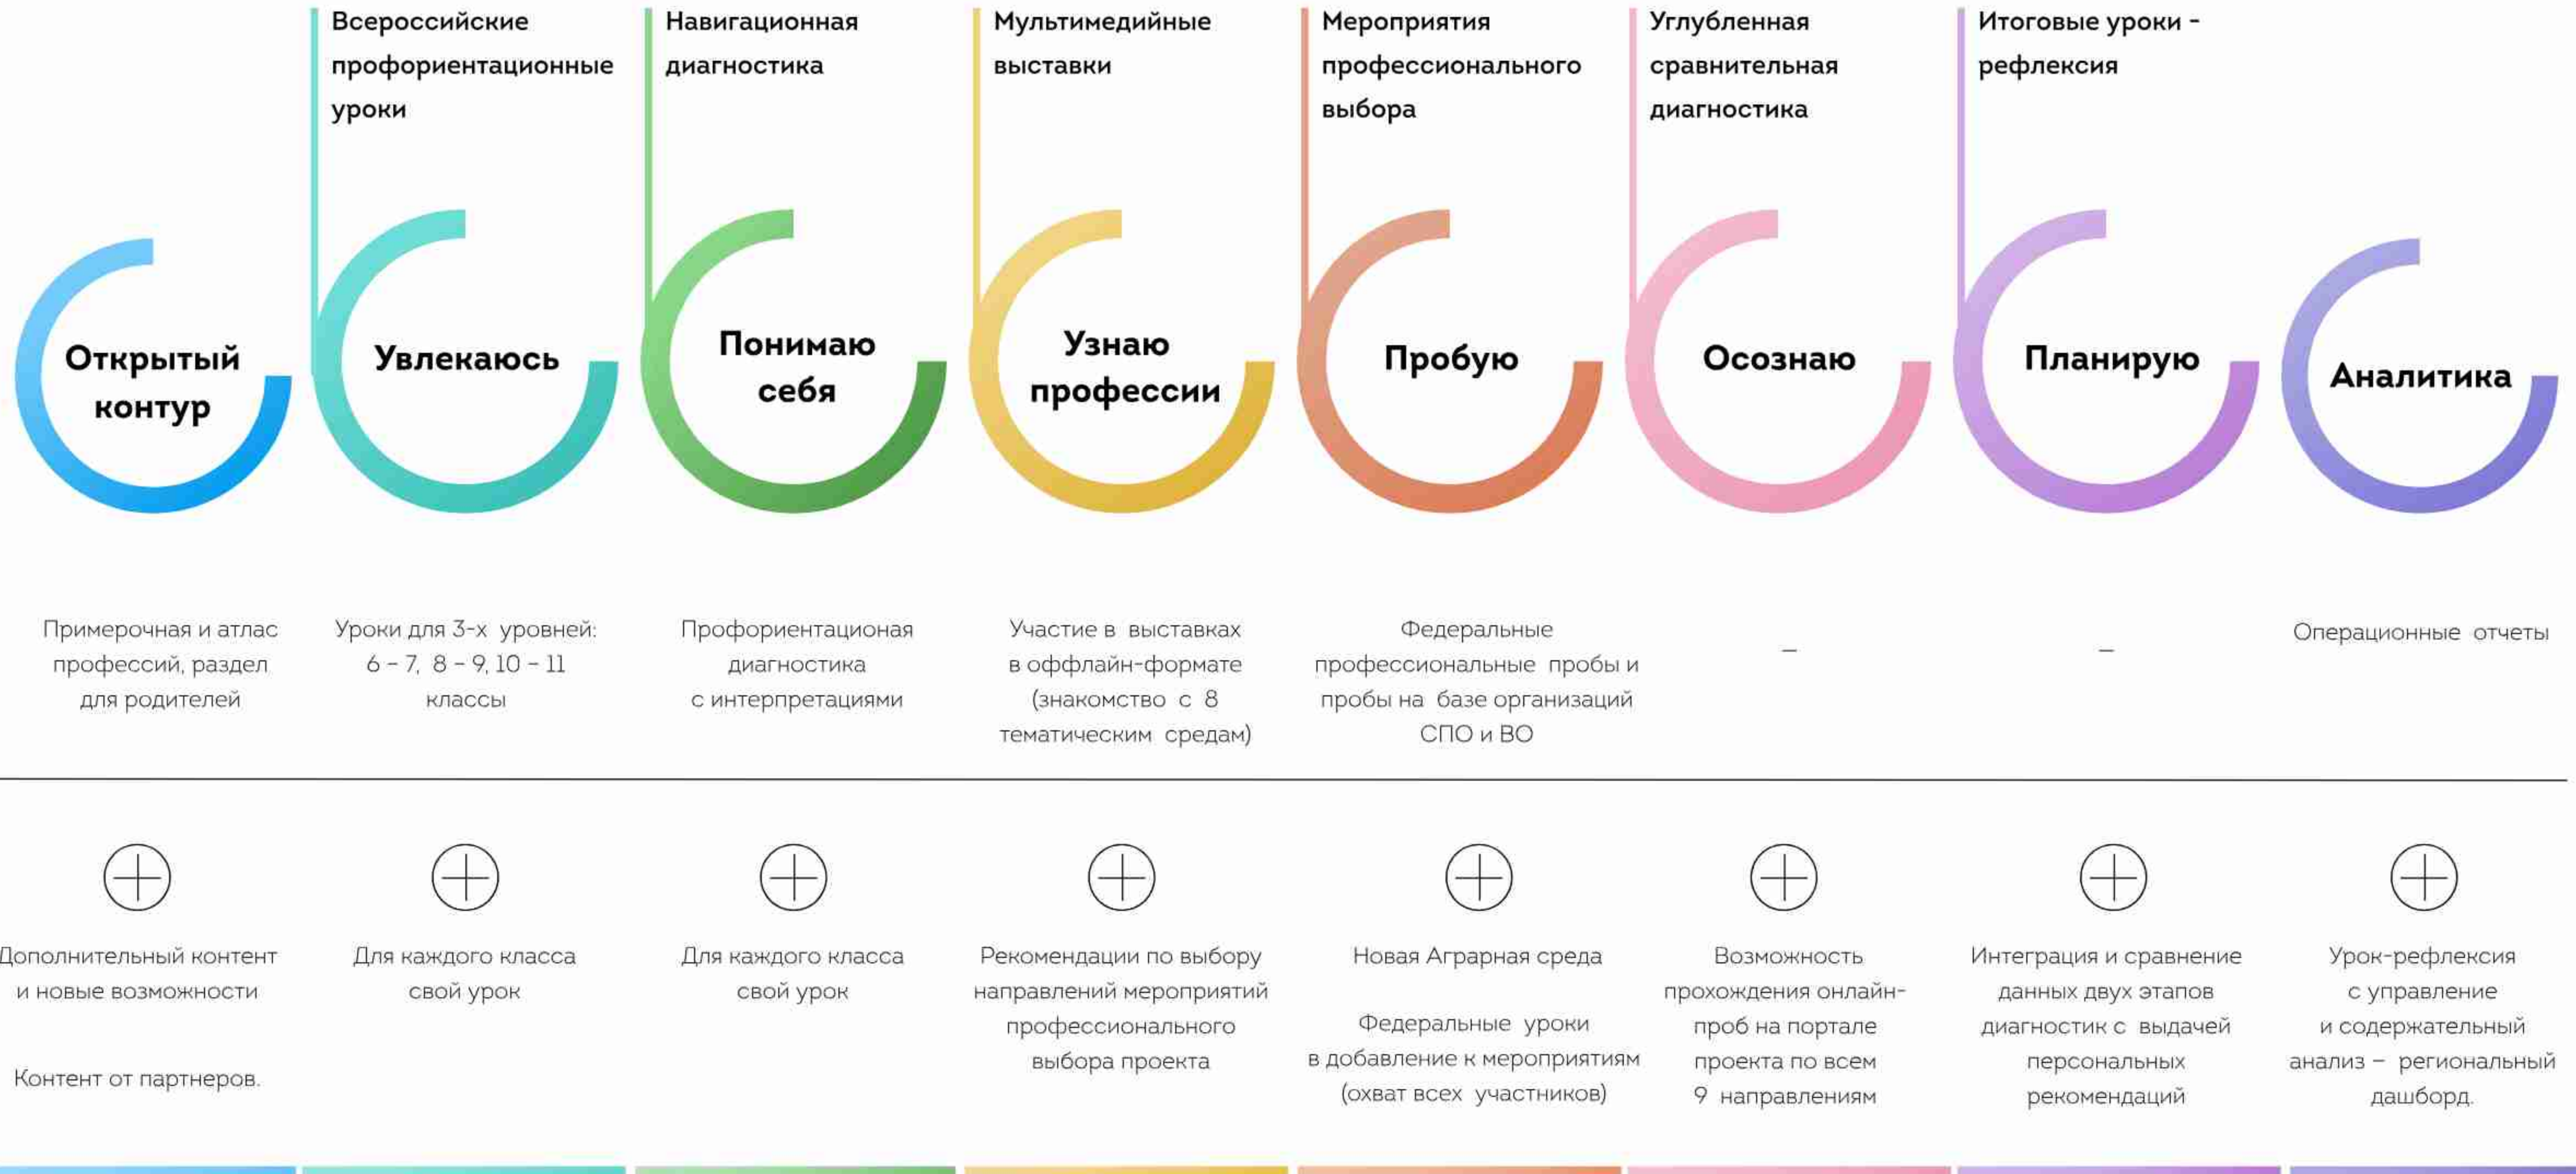 Всероссийские
профориентационные
уроки
Навигационная
диагностика
Мультимедийные
выставки
Мероприятия
профессионального
выбора
Углубленная
сравнительная
диагностика
Итоговые уроки -
рефлексия
Открытый
контур
Увлекаюсь
Понимаю
себя
Узнаю
профессии
Пробую
Осознаю
Планирую
Аналитика
Примерочная и атлас
профессий, раздел
для родителей
Уроки для 3-х уровней:
6 – 7, 8 – 9, 10 – 11
классы
Профориентационая
диагностика
с интерпретациями
Участие в выставках
в оффлайн-формате
(знакомство с 8
тематическим средам)
Федеральные
профессиональные пробы и
пробы на базе организаций
СПО и ВО
–
–
Операционные отчеты
Дополнительный контент
и новые возможности
Контент от партнеров.
Для каждого класса
свой урок
Для каждого класса
свой урок
Рекомендации по выбору
направлений мероприятий
профессионального
выбора проекта
Новая Аграрная среда
Федеральные уроки
в добавление к мероприятиям
(охват всех участников)
Возможность
прохождения онлайн-
проб на портале
проекта по всем
9 направлениям
Интеграция и сравнение
данных двух этапов
диагностик с выдачей
персональных
рекомендаций
Урок-рефлексия
с управление
и содержательный
анализ – региональный
дашборд.